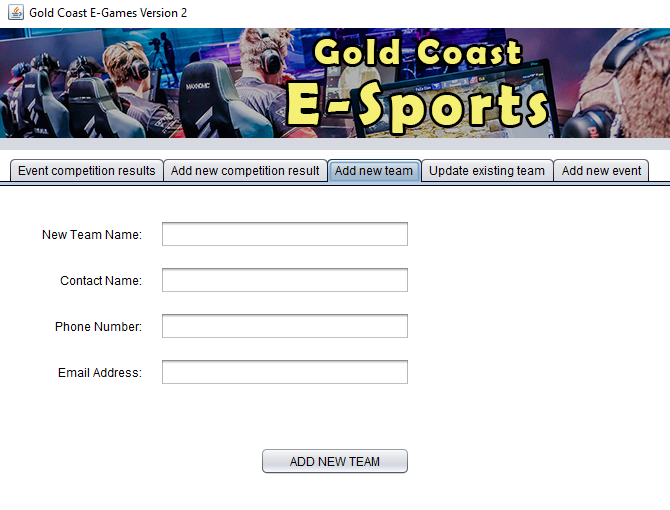 Gold Coast E-Games Version 2
Gold Coast
E-Sports
MAXNOMIC
Event competition results
Add new competition result
Add new team
Update existing team
Add new event
New Team Name:
Contact Name:
Phone Number:
Email Address:
ADD NEW TEAM